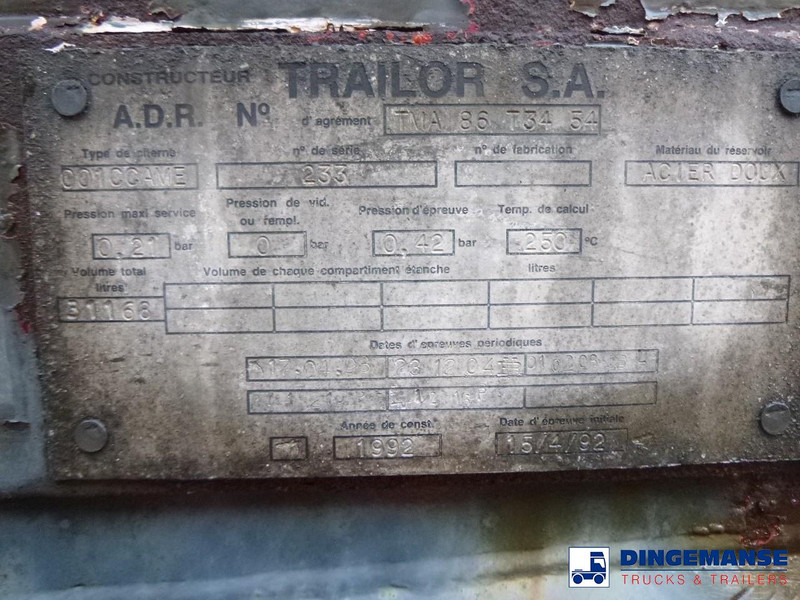 CONSTRUCTEUR TRAILOR S.A.
A.D.R. Nº d'agrément TMA 86 T34 54
Type de citerne n° de série n° de fabrication Matériau du réservoir
001CCAME 233 ACIER DOUX
Pression maxi service Pression de vid. ou rempl. Pression d'épreuve Temp. de calcul
0.21 bar 0 bar 0.42 bar 250 °C
Volume total litres Volume de chaque compartiment étanche litres
31168
Dates d'épreuves périodiques
Année de const. Date d'épreuve initiale
1992 15/4/92
DINGEMANSE
TRUCKS & TRAILERS